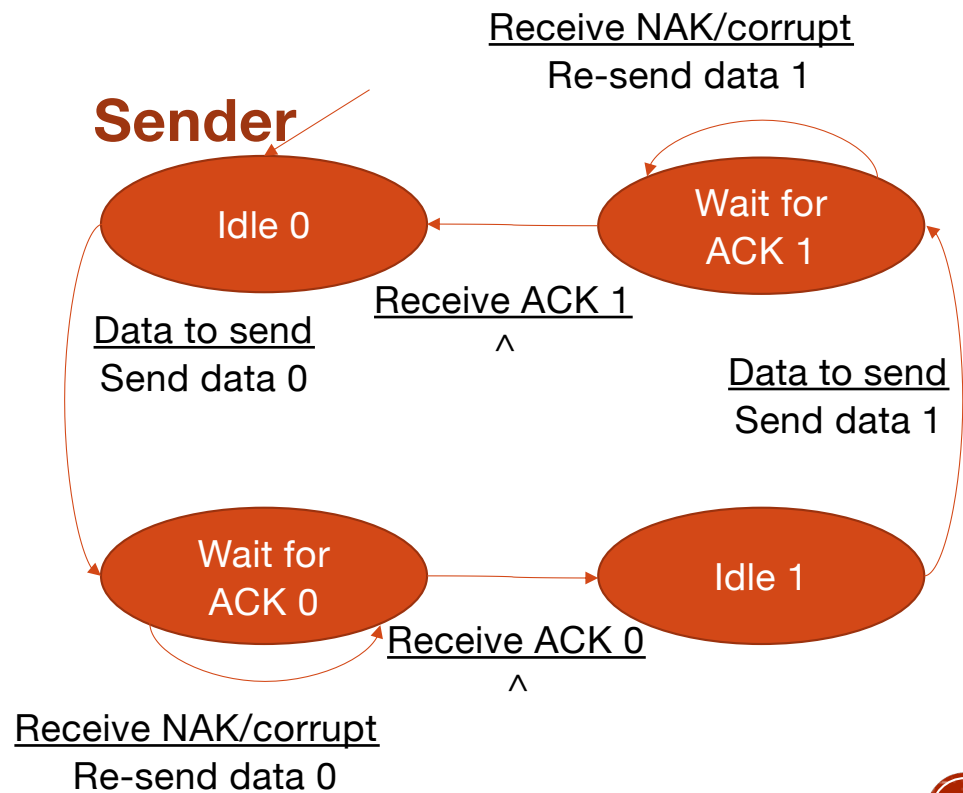 Receive NAK/corrupt
Re-send data 1
Sender
Idle 0
Wait for
ACK 1
Receive ACK 1
^
Data to send
Send data 0
Data to send
Send data 1
Wait for
ACK 0
Idle 1
Receive ACK 0
^
Receive NAK/corrupt
Re-send data 0